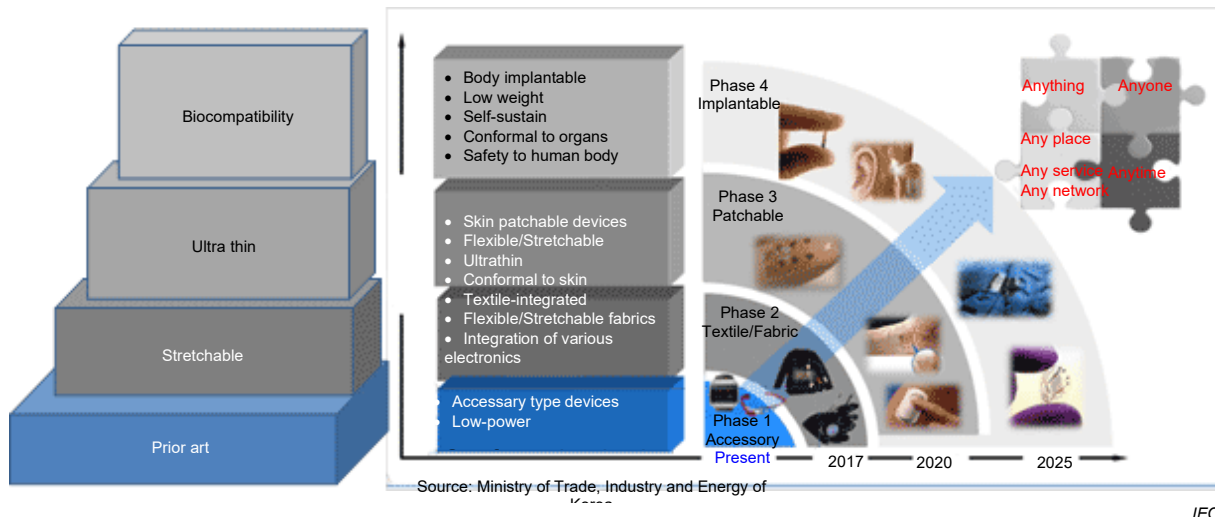 Biocompatibility
Ultra thin
Stretchable
Prior art
• Body implantable
• Low weight
• Self-sustain
• Conformal to organs
• Safety to human body
• Skin patchable devices
• Flexible/Stretchable
• Ultrathin
• Conformal to skin
• Textile-integrated
• Flexible/Stretchable fabrics
• Integration of various
electronics
• Accessary type devices
• Low-power
Phase 4
Implantable
Phase 3
Patchable
Phase 2
Textile/Fabric
Phase 1
Accessory
Present
2017
2020
2025
Anything
Anyone
Any place
Any service
Anytime
Any network
Source: Ministry of Trade, Industry and Energy of